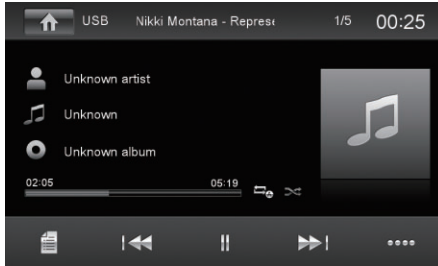 USB Nikki Montana - Represe 1/5 00:25
Unknown artist
Unknown
Unknown album
02:05 05:19